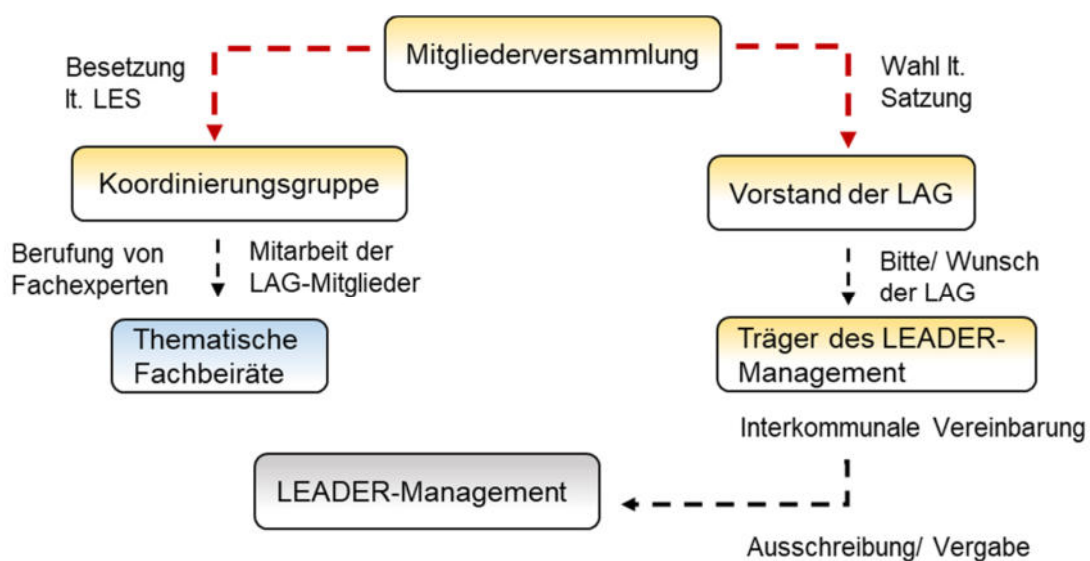 Mitgliederversammlung
Besetzung
lt. LES
Wahl lt.
Satzung
Koordinierungsgruppe
Vorstand der LAG
Berufung von
Fachexperten
Mitarbeit der
LAG-Mitglieder
Bitte/ Wunsch
der LAG
Thematische
Fachbeiräte
Träger des LEADER-
Management
Interkommunale Vereinbarung
LEADER-Management
Ausschreibung/ Vergabe